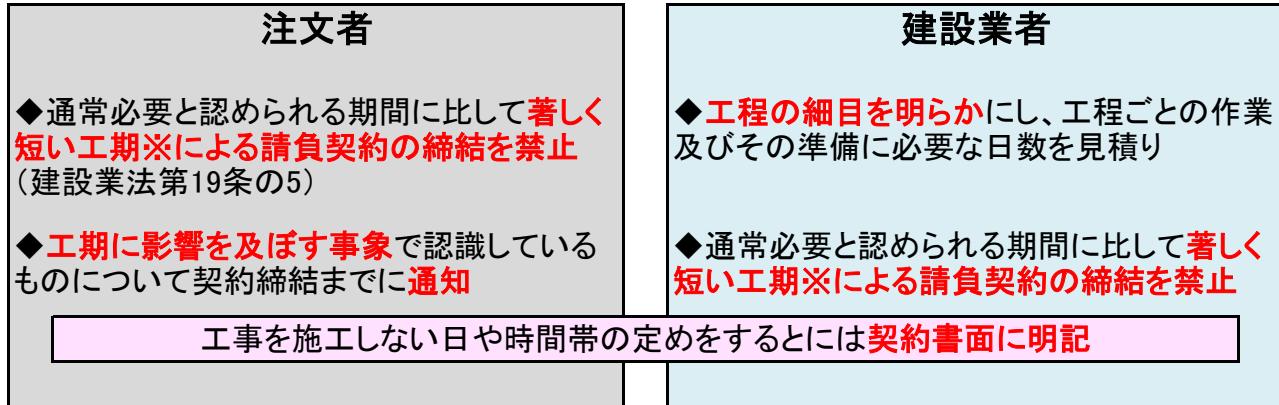 注文者
◆通常必要と認められる期間に比して著しく
短い工期※による請負契約の締結を禁止
（建設業法第19条の5）
◆工期に影響を及ぼす事象で認識している
ものについて契約締結までに通知
建設業者
◆工程の細目を明らかにし、工程ごとの作業
及びその準備に必要な日数を見積り
◆通常必要と認められる期間に比して著しく
短い工期※による請負契約の締結を禁止
工事を施工しない日や時間帯の定めをするとには契約書面に明記